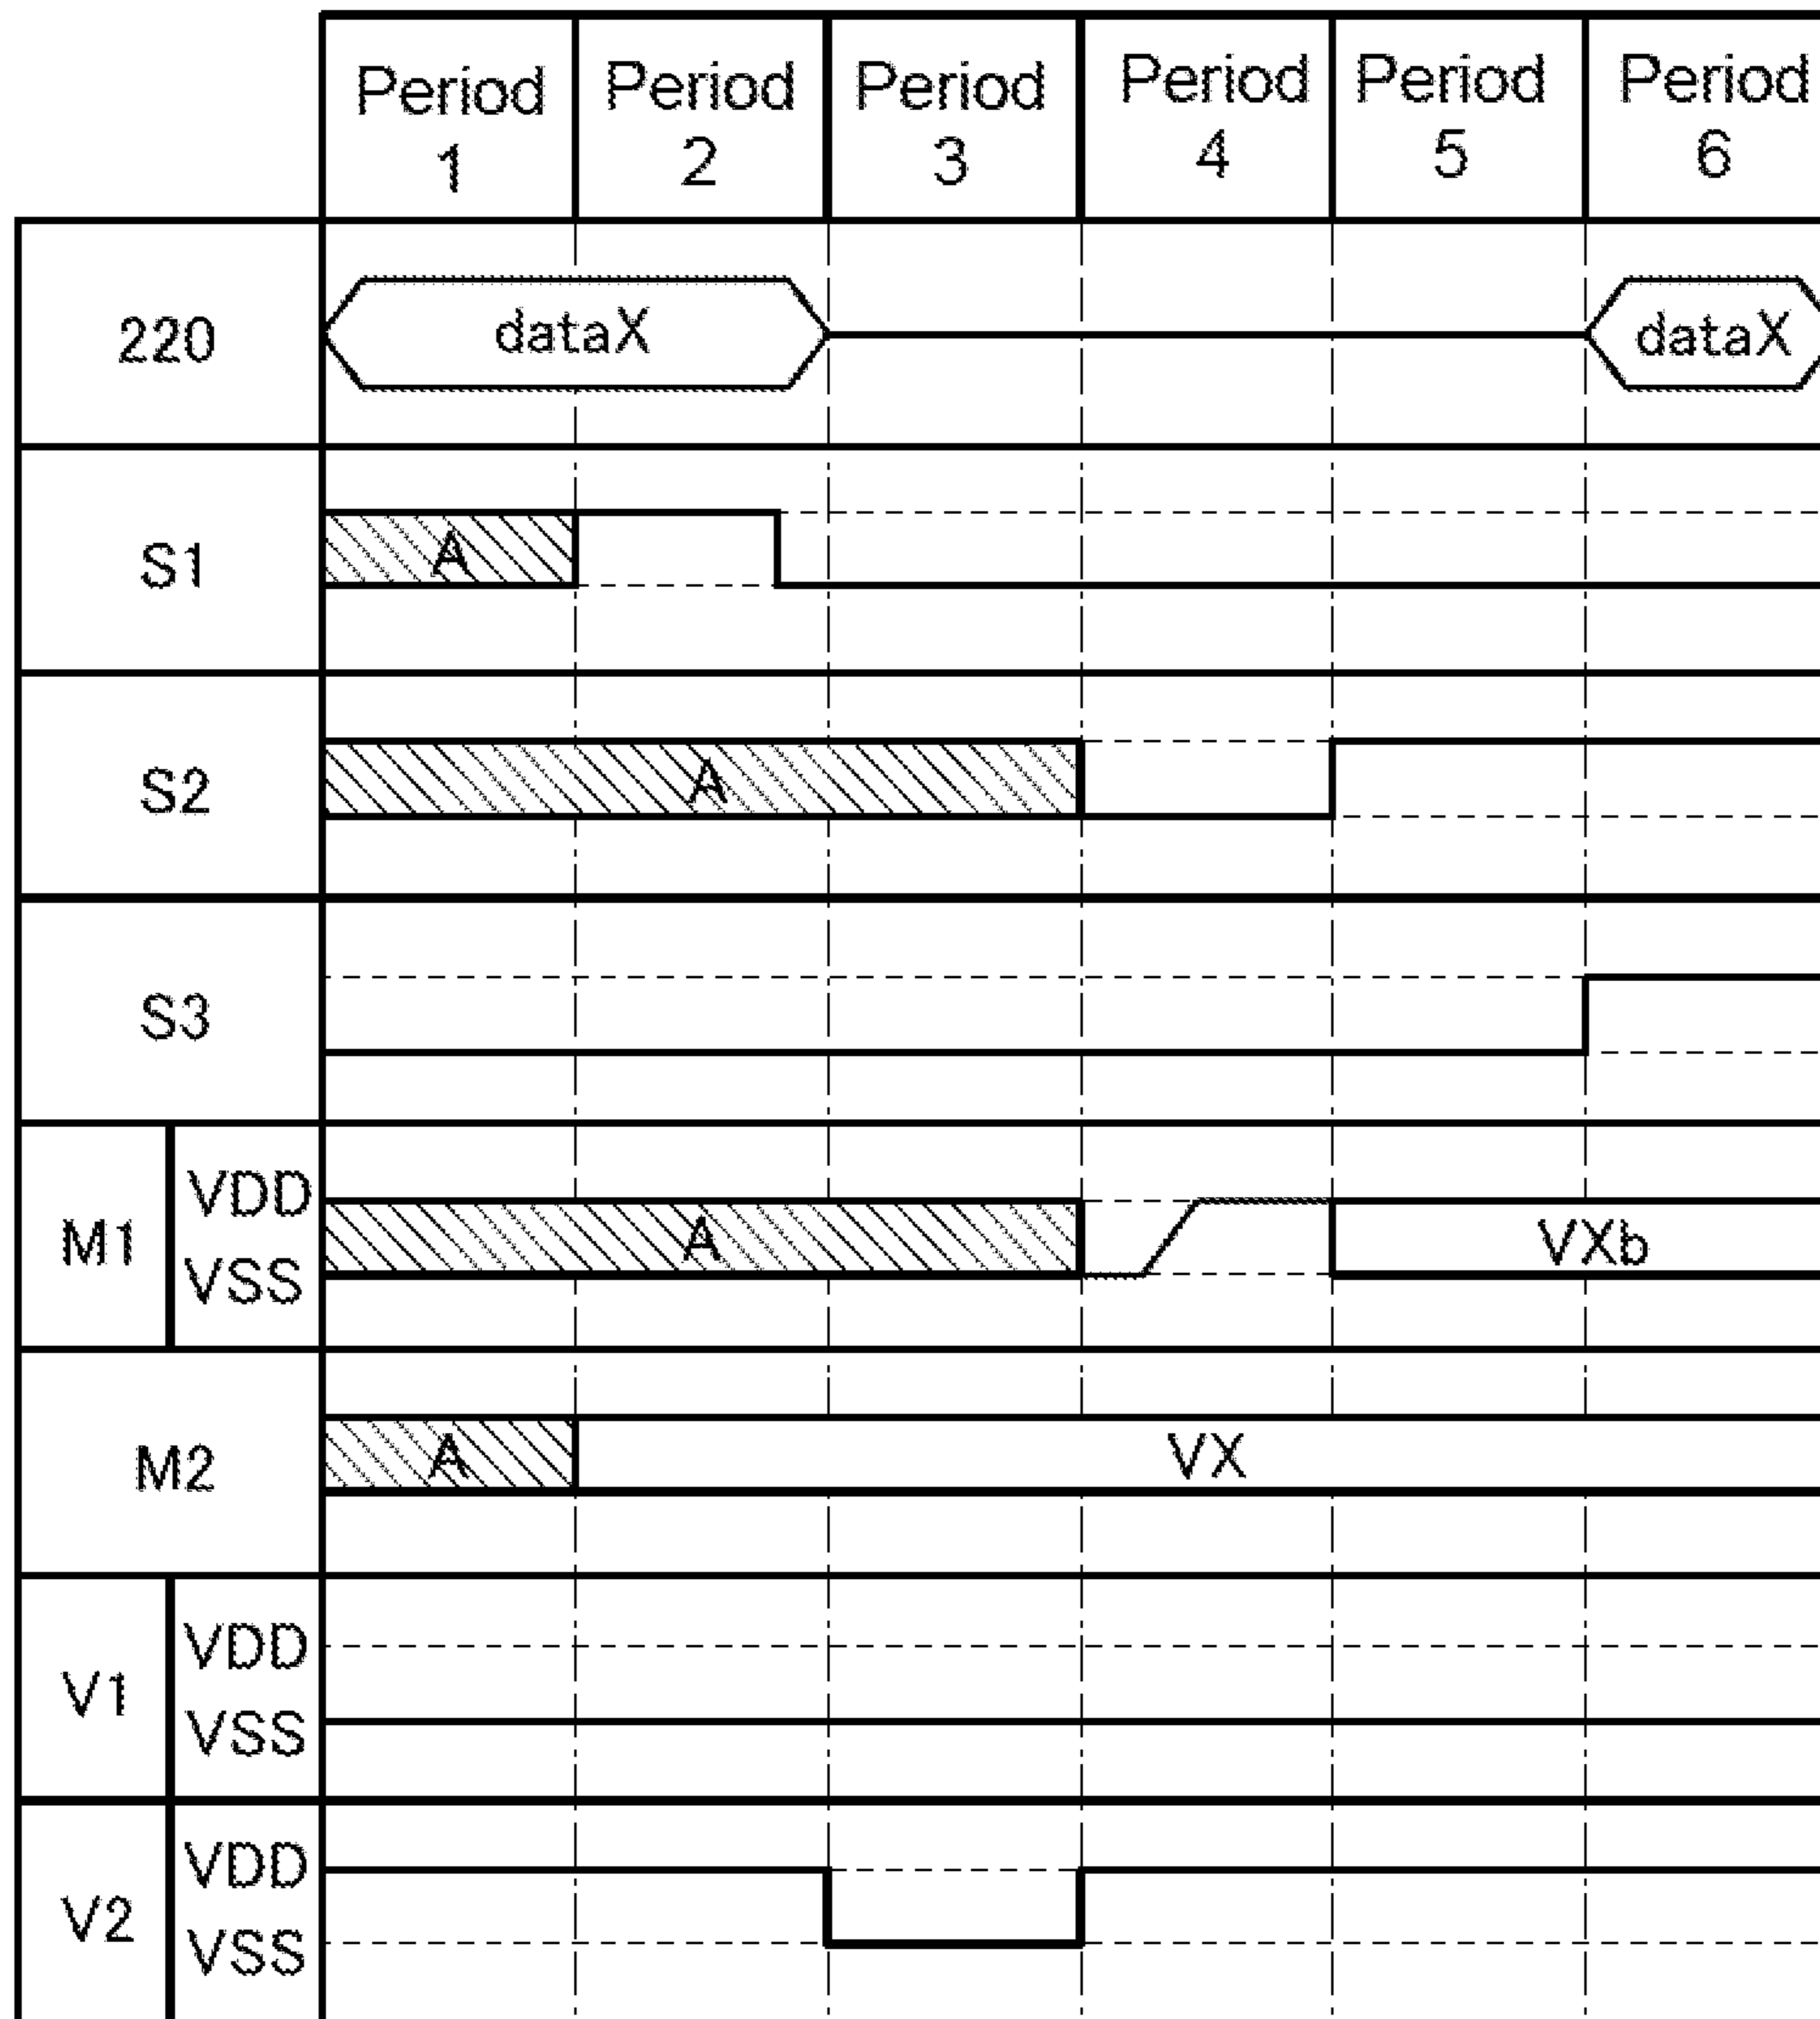 Period Period Period Period Period Period
1 2 3 4 5 6
220 dataX dataX
S1 A
S2 A
S3
M1 VDD A VXb
VSS
M2 A VX
V1 VDD
VSS
V2 VDD
VSS